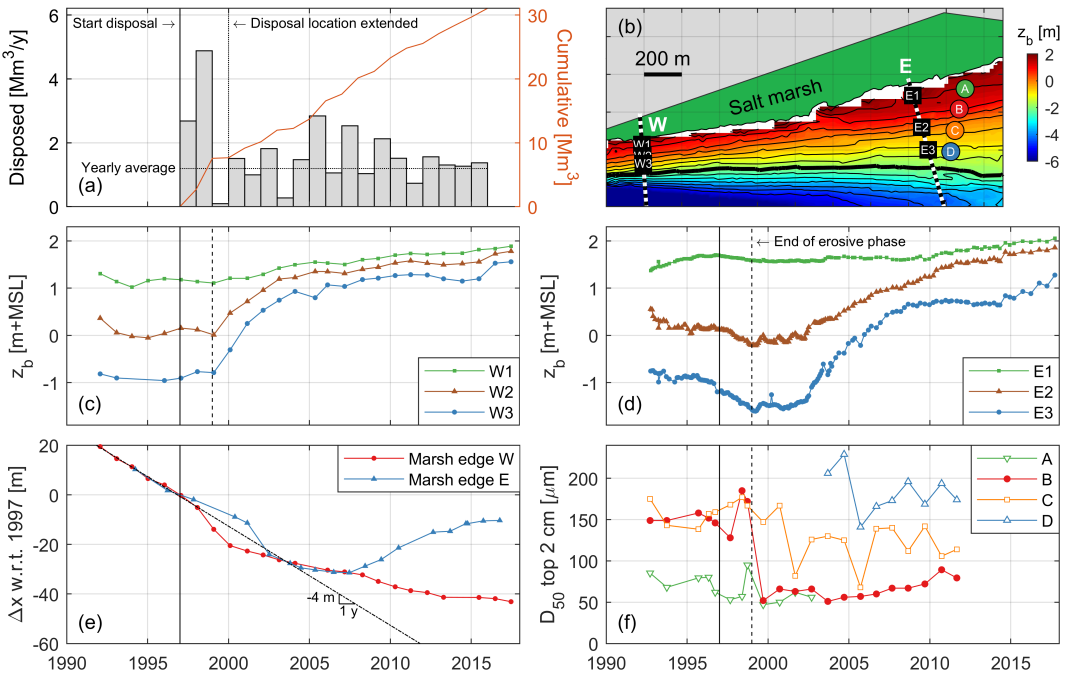 Start disposal
Disposal location extended
Disposed [Mm³/y]
6
4
2
0
Yearly average
(a)
30
20
10
0
Cumulative [Mm³]
(b)
200 m
Salt marsh
W
E
W1
W3
E1
E2
E3
A
B
C
D
z_b [m]
2
0
-2
-4
-6
z_b [m+MSL]
2
1
0
-1
(c)
W1
W2
W3
z_b [m+MSL]
2
1
0
-1
End of erosive phase
(d)
E1
E2
E3
Δx w.r.t. 1997 [m]
20
0
-20
-40
-60
Marsh edge W
Marsh edge E
-4 m
1 y
(e)
1990 1995 2000 2005 2010 2015
D₅₀ top 2 cm [μm]
200
150
100
50
0
A
B
C
D
(f)
1990 1995 2000 2005 2010 2015